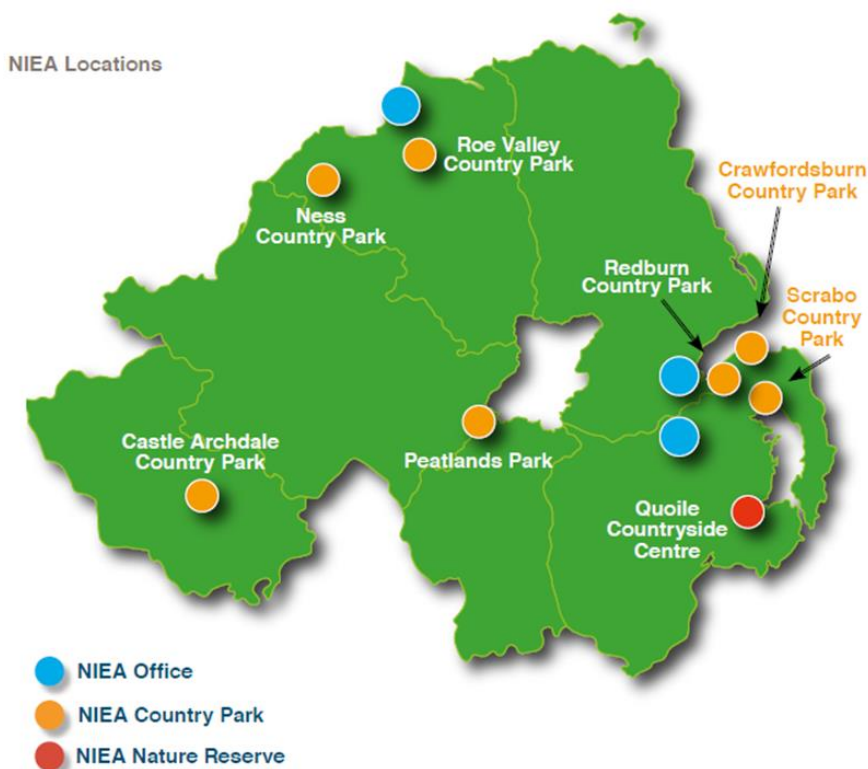 NIEA Locations
Roe Valley
Country Park
Crawfordsburn
Country Park
Ness
Country Park
Redburn
Country Park
Scrabo
Country
Park
Castle Archdale
Country Park
Peatlands Park
Quoile
Countryside
Centre
NIEA Office
NIEA Country Park
NIEA Nature Reserve